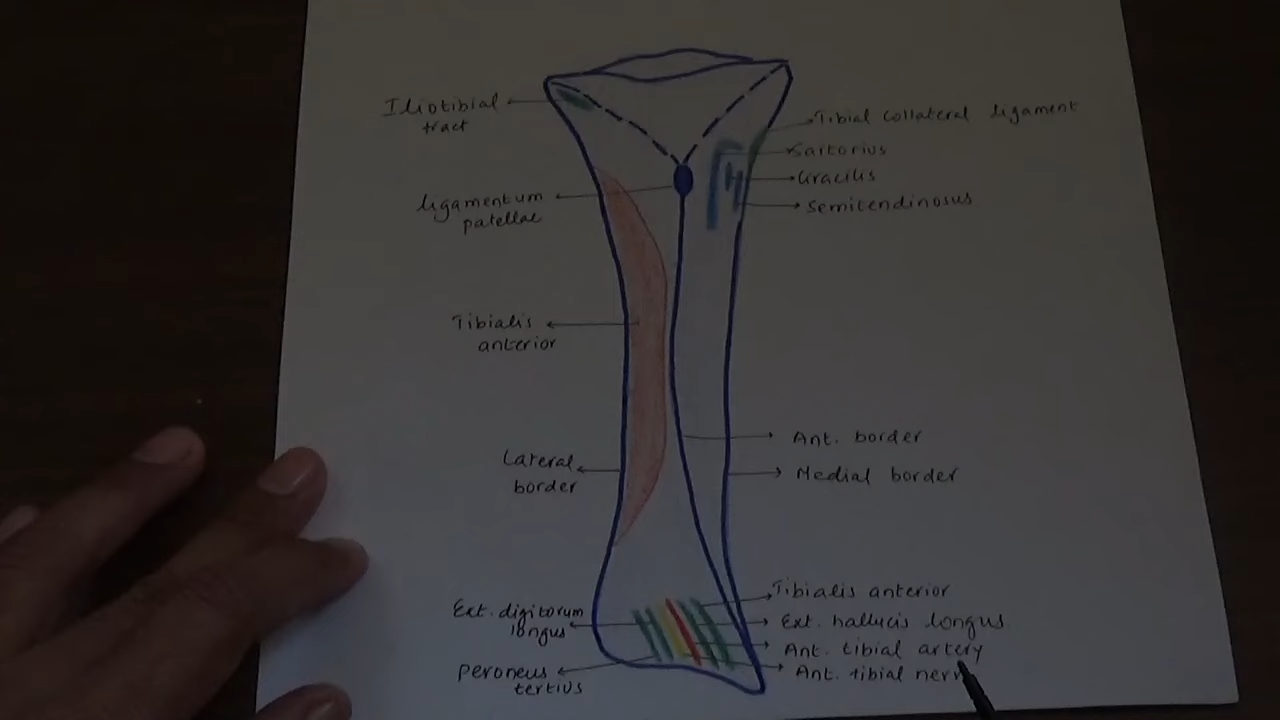 Iliotibial
tract
Tibial collateral ligament
Sartorius
Gracilis
Semitendinosus
ligamentum
patellae
Tibialis
anterior
Ant. border
Lateral
border
Medial border
Ext. digitorum
longus
Tibialis anterior
Ext. hallucis longus
Ant. tibial artery
Peroneus
tertius
Ant. tibial